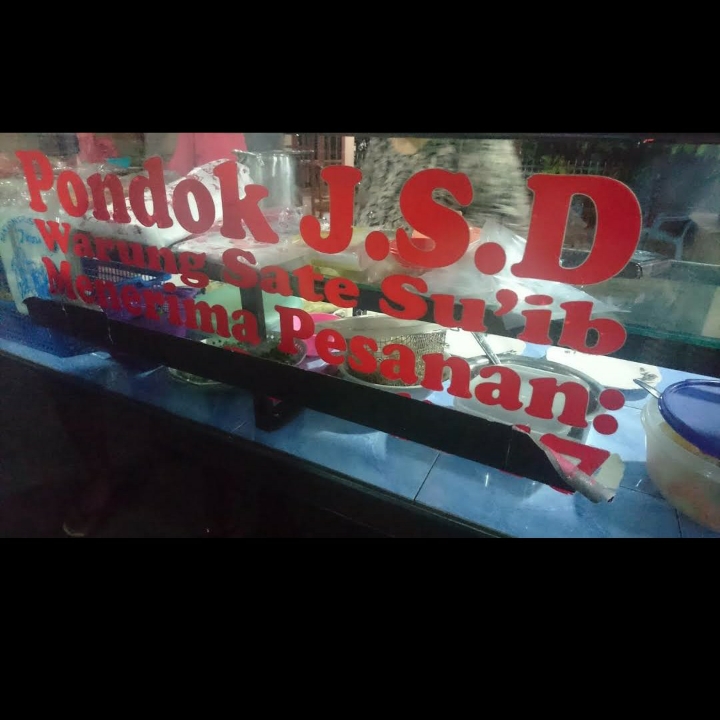 Pondok J.S.D
Warung Sate Su'ib
Menerima Pesanan: